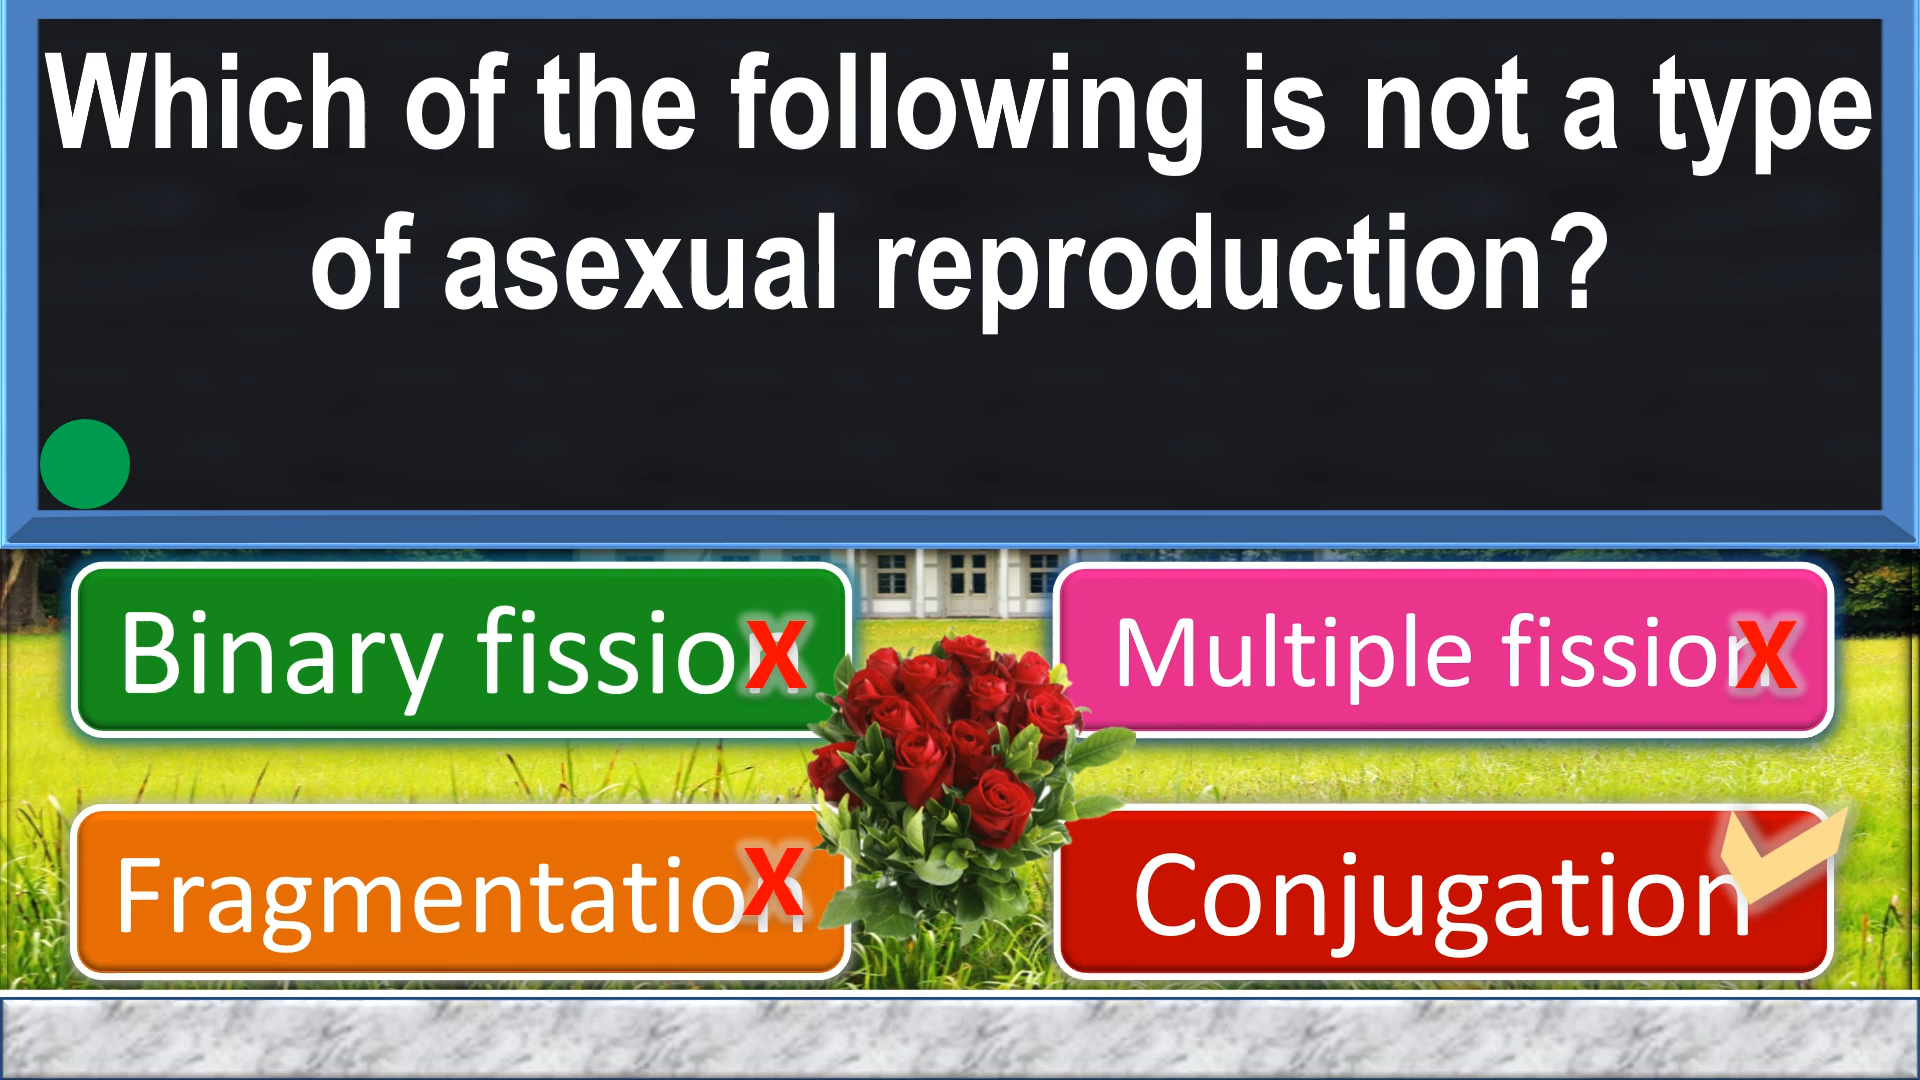 Which of the following is not a type
of asexual reproduction?
Binary fission
X
Multiple fission
X
Fragmentation
X
Conjugation